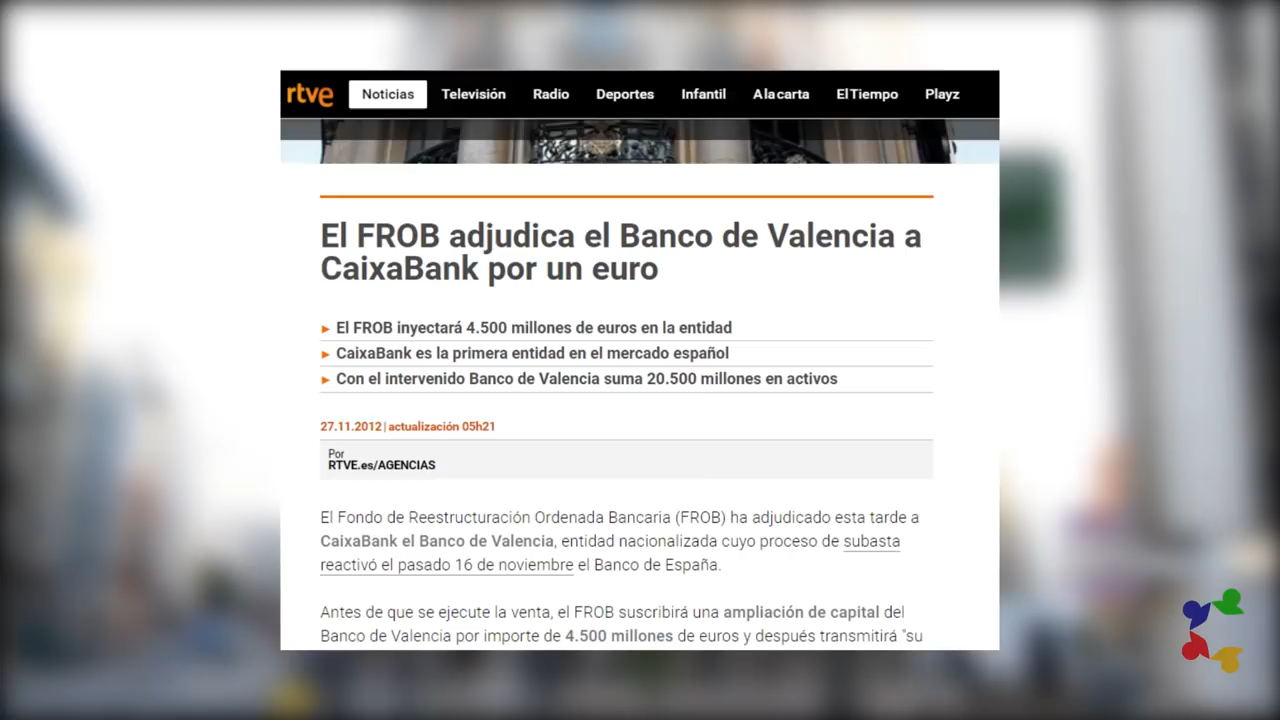 rtve Noticias Televisión Radio Deportes Infantil A la carta El Tiempo Playz
El FROB adjudica el Banco de Valencia a
CaixaBank por un euro
El FROB inyectará 4.500 millones de euros en la entidad
CaixaBank es la primera entidad en el mercado español
Con el intervenido Banco de Valencia suma 20.500 millones en activos
27.11.2012 | actualización 05h21
Por
RTVE.es/AGENCIAS
El Fondo de Reestructuración Ordenada Bancaria (FROB) ha adjudicado esta tarde a
CaixaBank el Banco de Valencia, entidad nacionalizada cuyo proceso de subasta
reactivó el pasado 16 de noviembre el Banco de España.
Antes de que se ejecute la venta, el FROB suscribirá una ampliación de capital del
Banco de Valencia por importe de 4.500 millones de euros y después transmitirá "su